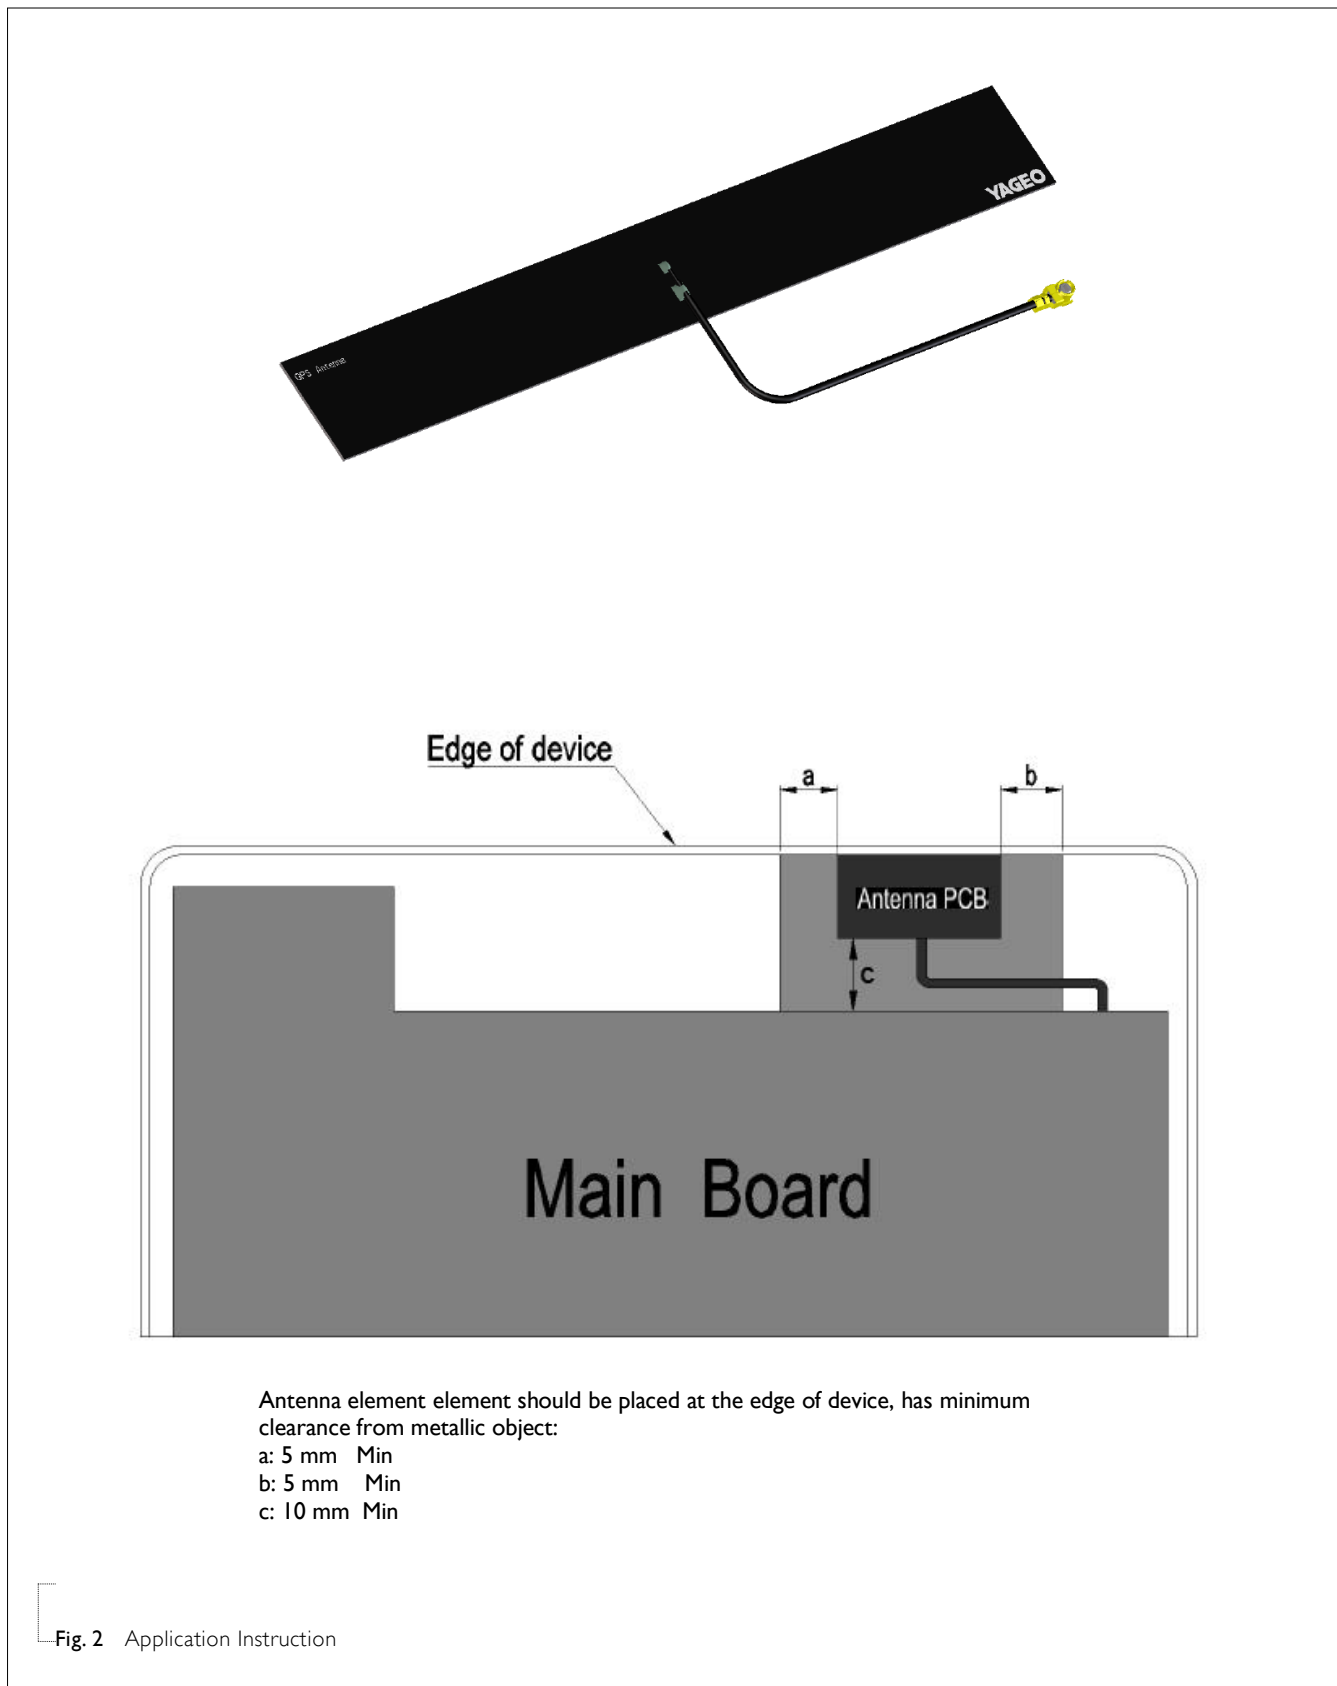 YAGEO
GPS Antenna
Edge of device
a
b
Antenna PCB
c
Main Board
Antenna element element should be placed at the edge of device, has minimum
clearance from metallic object:
a: 5 mm Min
b: 5 mm Min
c: 10 mm Min
Fig. 2 Application Instruction